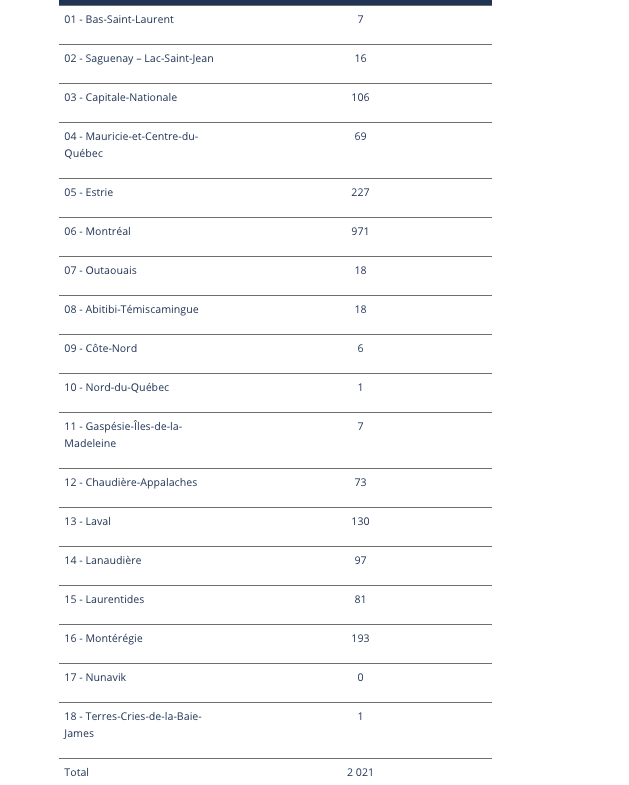 01 - Bas-Saint-Laurent 7
02 - Saguenay – Lac-Saint-Jean 16
03 - Capitale-Nationale 106
04 - Mauricie-et-Centre-du- 69
Québec
05 - Estrie 227
06 - Montréal 971
07 - Outaouais 18
08 - Abitibi-Témiscamingue 18
09 - Côte-Nord 6
10 - Nord-du-Québec 1
11 - Gaspésie-Îles-de-la- 7
Madeleine
12 - Chaudière-Appalaches 73
13 - Laval 130
14 - Lanaudière 97
15 - Laurentides 81
16 - Montérégie 193
17 - Nunavik 0
18 - Terres-Cries-de-la-Baie- 1
James
Total 2 021